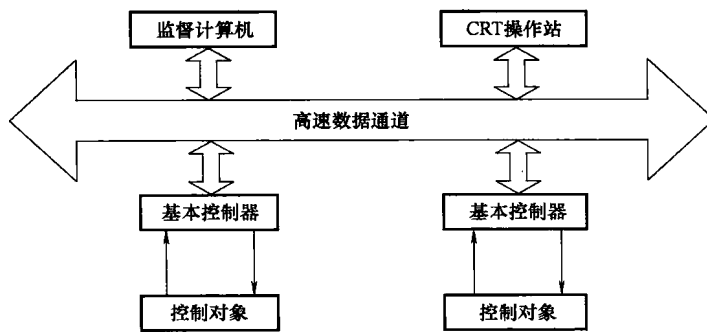 监督计算机
CRT操作站
高速数据通道
基本控制器
基本控制器
控制对象
控制对象